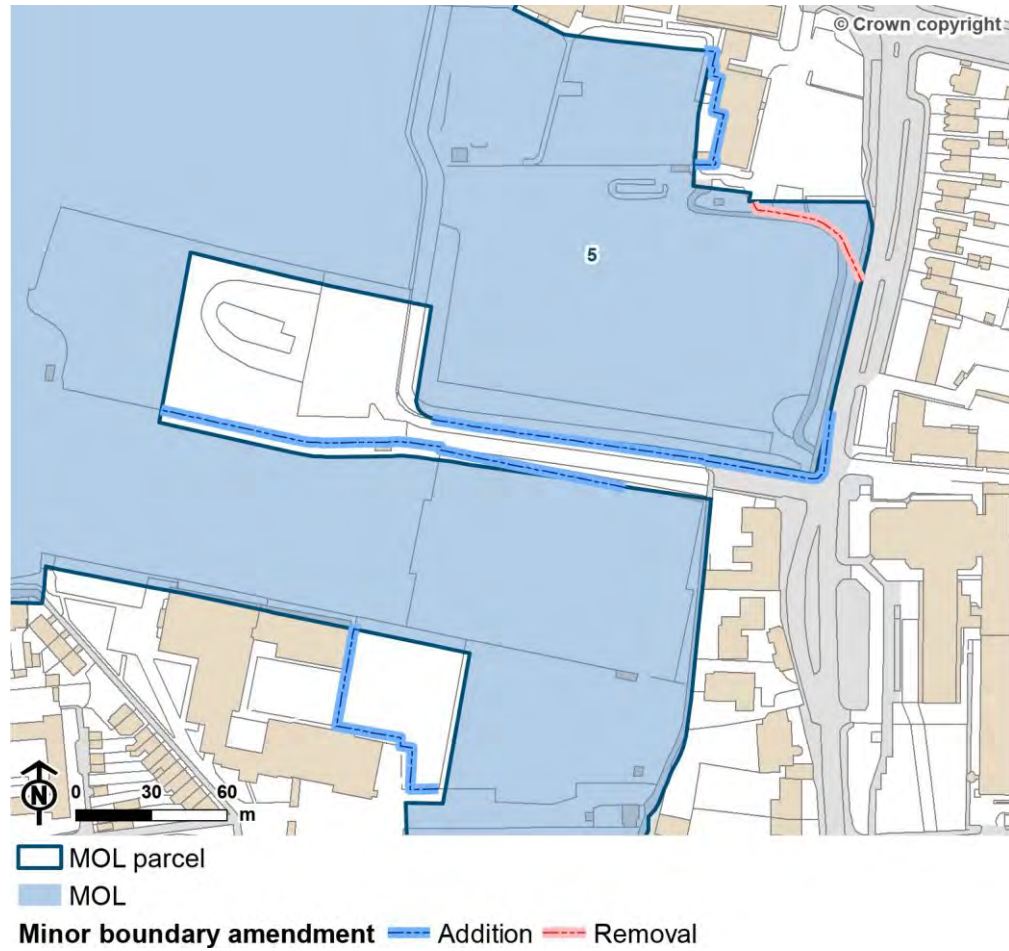 © Crown copyright
5
N
0 30 60
m
MOL parcel
MOL
Minor boundary amendment Addition Removal